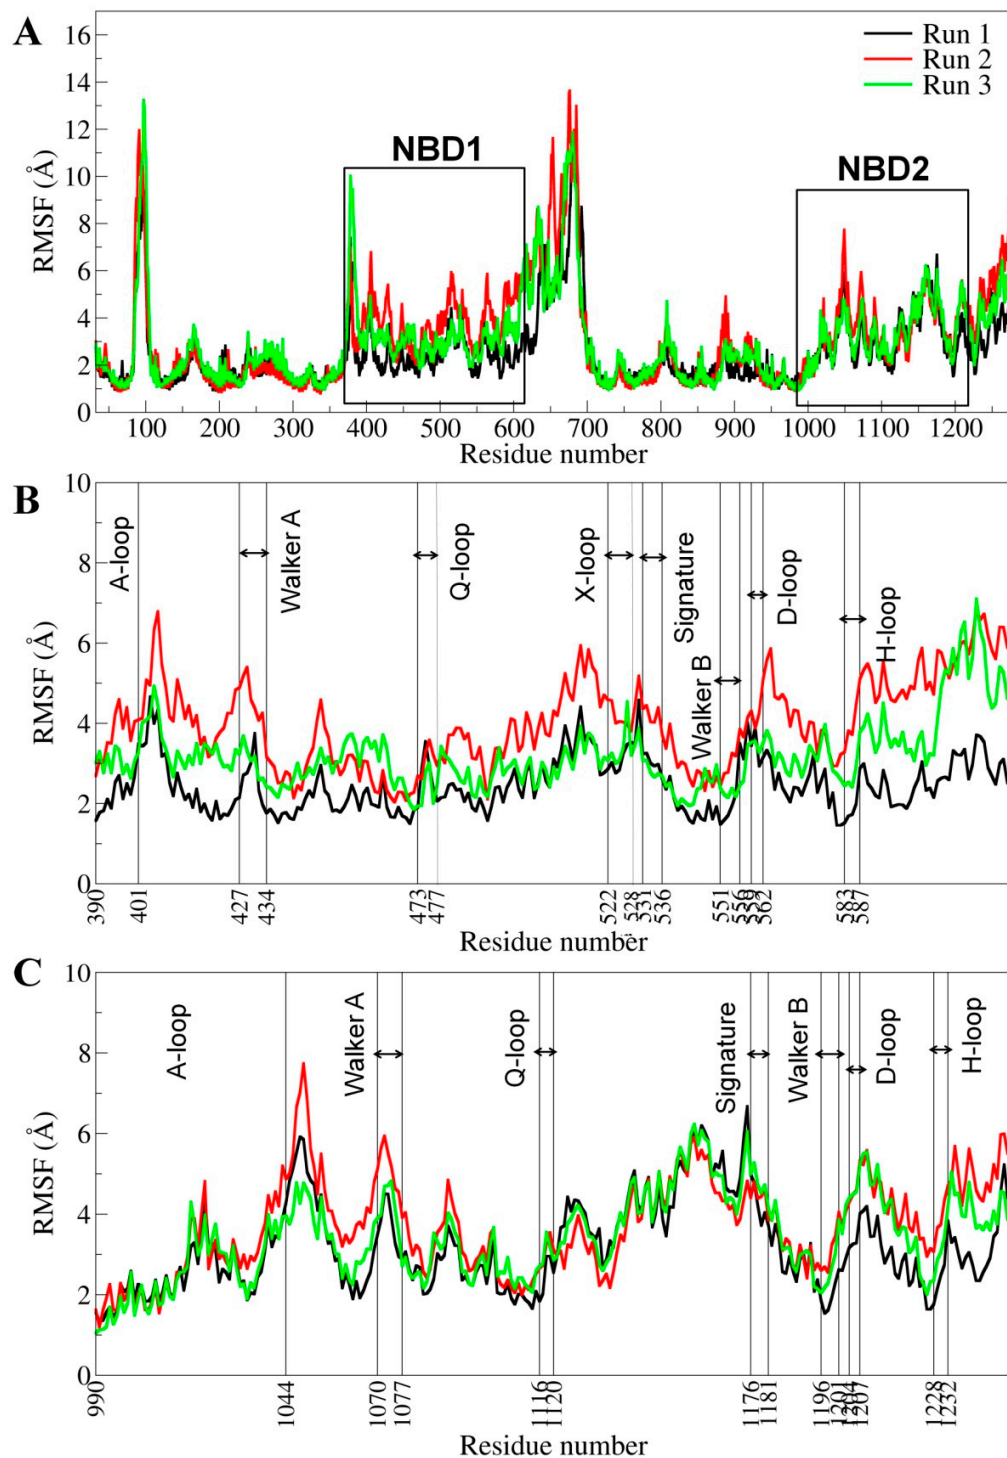 A
RMSF (Å)
16
14
12
10
8
6
4
2
0
Run 1
Run 2
Run 3
NBD1
NBD2
100 200 300 400 500 600 700 800 900 1000 1100 1200
Residue number
B
RMSF (Å)
10
8
6
4
2
0
A-loop
Walker A
Q-loop
X-loop
Signature
Walker B
D-loop
H-loop
390 401 427 434 473 477 522 528 531 536 551 556 559 562 583 587
Residue number
C
RMSF (Å)
10
8
6
4
2
0
A-loop
Walker A
Q-loop
Signature
Walker B
D-loop
H-loop
990 1044 1070 1077 1116 1120 1176 1181 1196 1201 1204 1207 1228 1232
Residue number